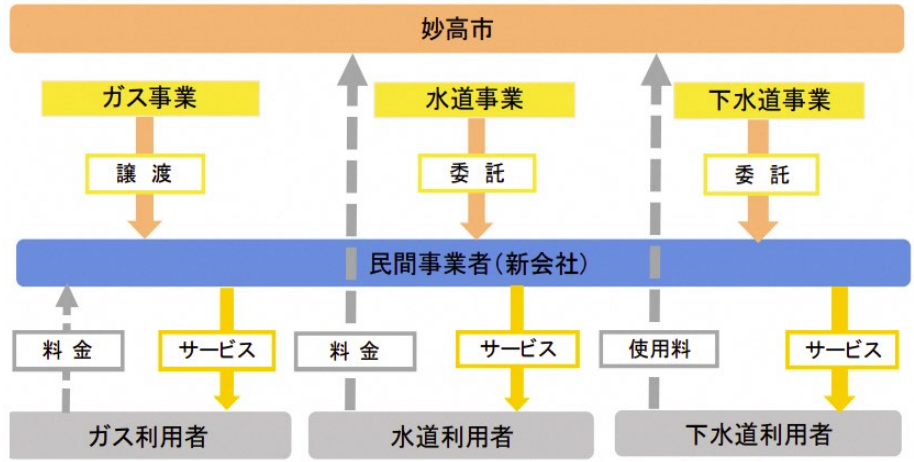 妙高市
ガス事業
水道事業
下水道事業
譲 渡
委 託
委 託
民間事業者(新会社)
料 金
サービス
料 金
サービス
使用料
サービス
ガス利用者
水道利用者
下水道利用者